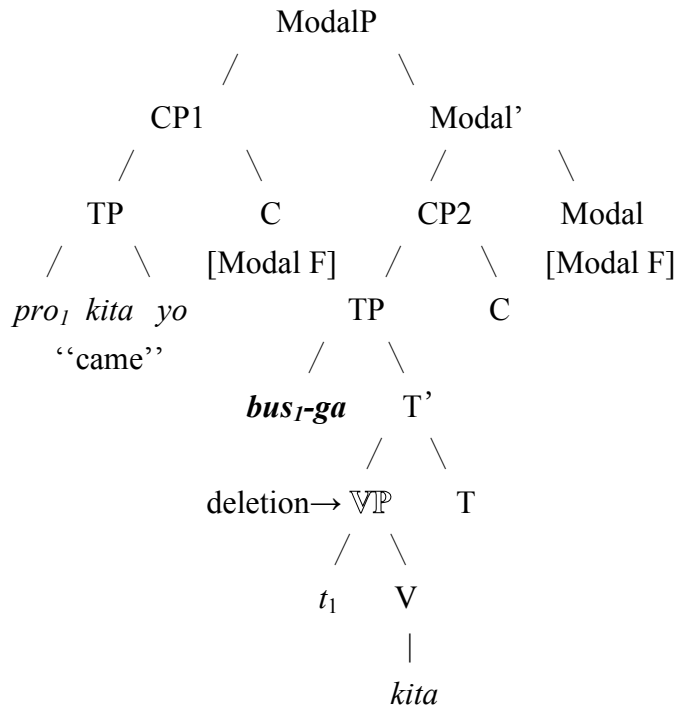 ModalP
CP1 Modal’
TP C CP2 Modal
[Modal F] [Modal F]
pro₁ kita yo TP C
‘‘came’’
bus₁-ga T’
deletion→ 𝕍ℙ T
t₁ V
kita